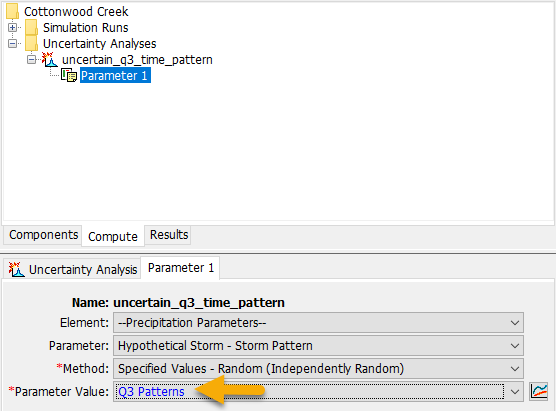 Cottonwood Creek
Simulation Runs
Uncertainty Analyses
uncertain_q3_time_pattern
Parameter 1
Components Compute Results
Uncertainty Analysis Parameter 1
Name: uncertain_q3_time_pattern
Element: --Precipitation Parameters--
Parameter: Hypothetical Storm - Storm Pattern
*Method: Specified Values - Random (Independently Random)
*Parameter Value: Q3 Patterns